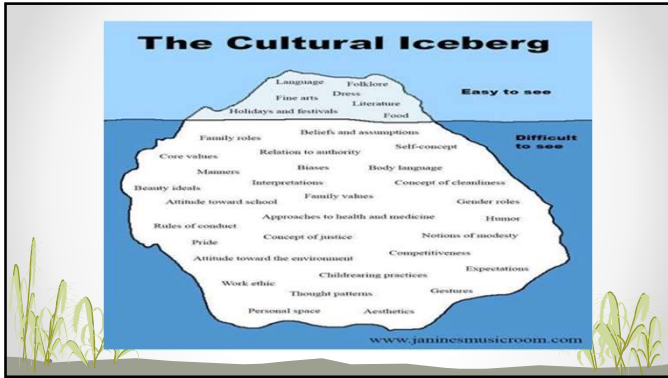 The Cultural Iceberg
Language Folklore
Fine arts Dress
Literature
Holidays and festivals Food
Easy to see
Difficult
to see
Family roles Beliefs and assumptions
Core values Relation to authority Self-concept
Manners Biases Body language
Beauty ideals Interpretations Concept of cleanliness
Attitude toward school Family values Gender roles
Approaches to health and medicine Humor
Rules of conduct Concept of justice Notions of modesty
Pride
Attitude toward the environment Competitiveness
Childrearing practices Expectations
Work ethic Thought patterns Gestures
Personal space Aesthetics
www.janinesmusicroom.com